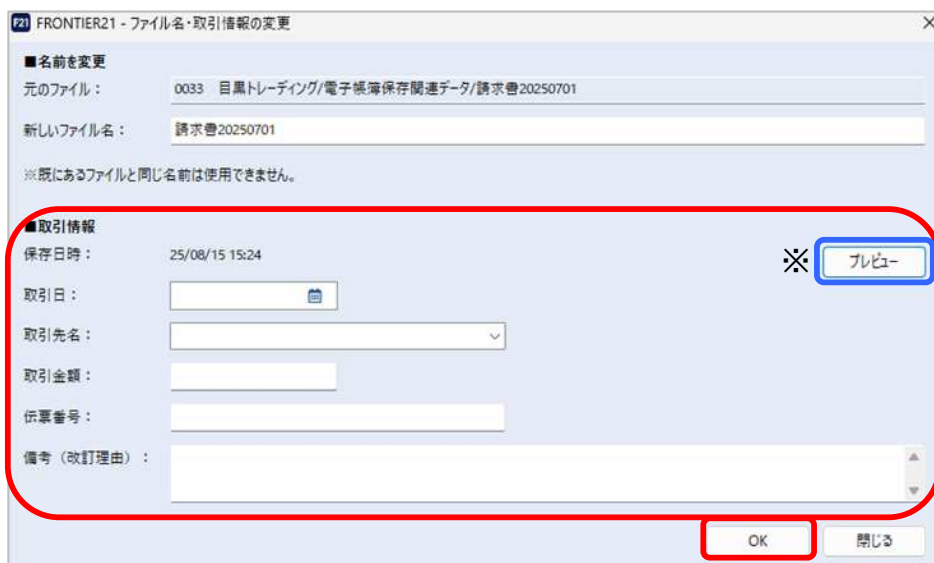 F21 FRONTIER21 - ファイル名・取引情報の変更
■名前を変更
元のファイル： 0033 目黒トレーディング/電子帳簿保存関連データ/請求書20250701
新しいファイル名： 請求書20250701
※既にあるファイルと同じ名前は使用できません。
■取引情報
保存日時： 25/08/15 15:24
※ プレビュー
取引日：
取引先名：
取引金額：
伝票番号：
備考（改訂理由）：
OK 閉じる